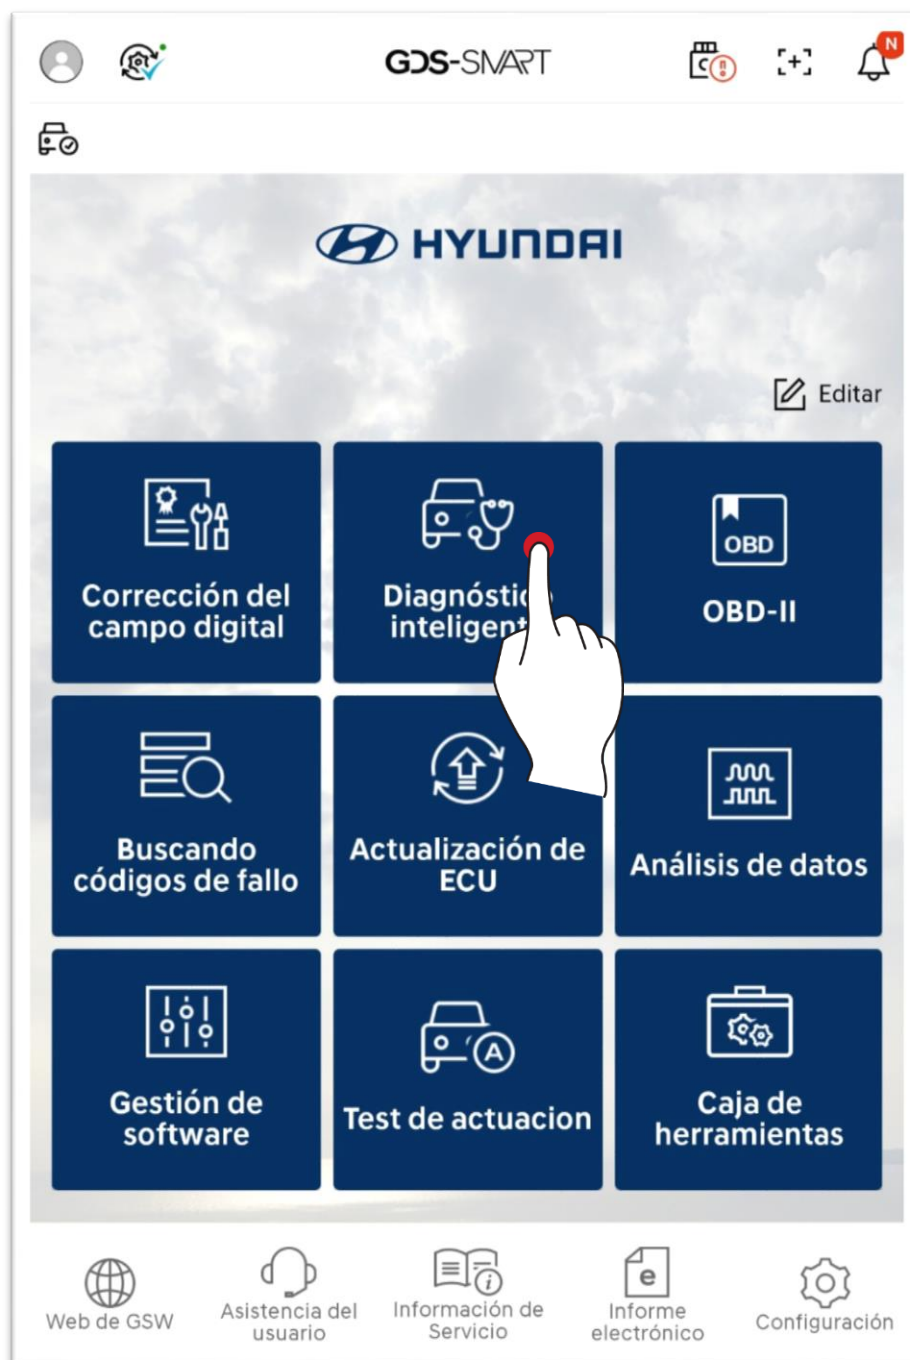 GDS-SMART
N
HYUNDAI
Editar
Corrección del
campo digital
Diagnóstico
inteligente
OBD
OBD-II
Buscando
códigos de fallo
Actualización de
ECU
Análisis de datos
Gestión de
software
A
Test de actuacion
Caja de
herramientas
Web de GSW
Asistencia del
usuario
i
Información de
Servicio
e
Informe
electrónico
Configuración